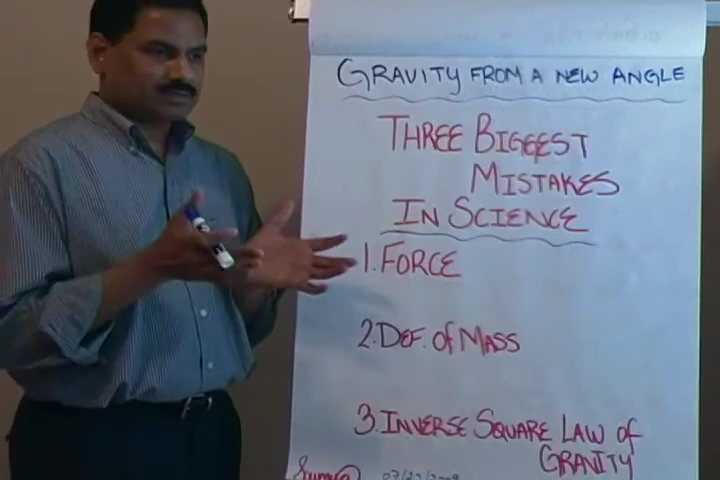 GRAVITY FROM A NEW ANGLE
THREE BIGGEST
MISTAKES
IN SCIENCE
1. FORCE
2. DEF. of MASS
3. INVERSE SQUARE LAW OF
GRAVITY